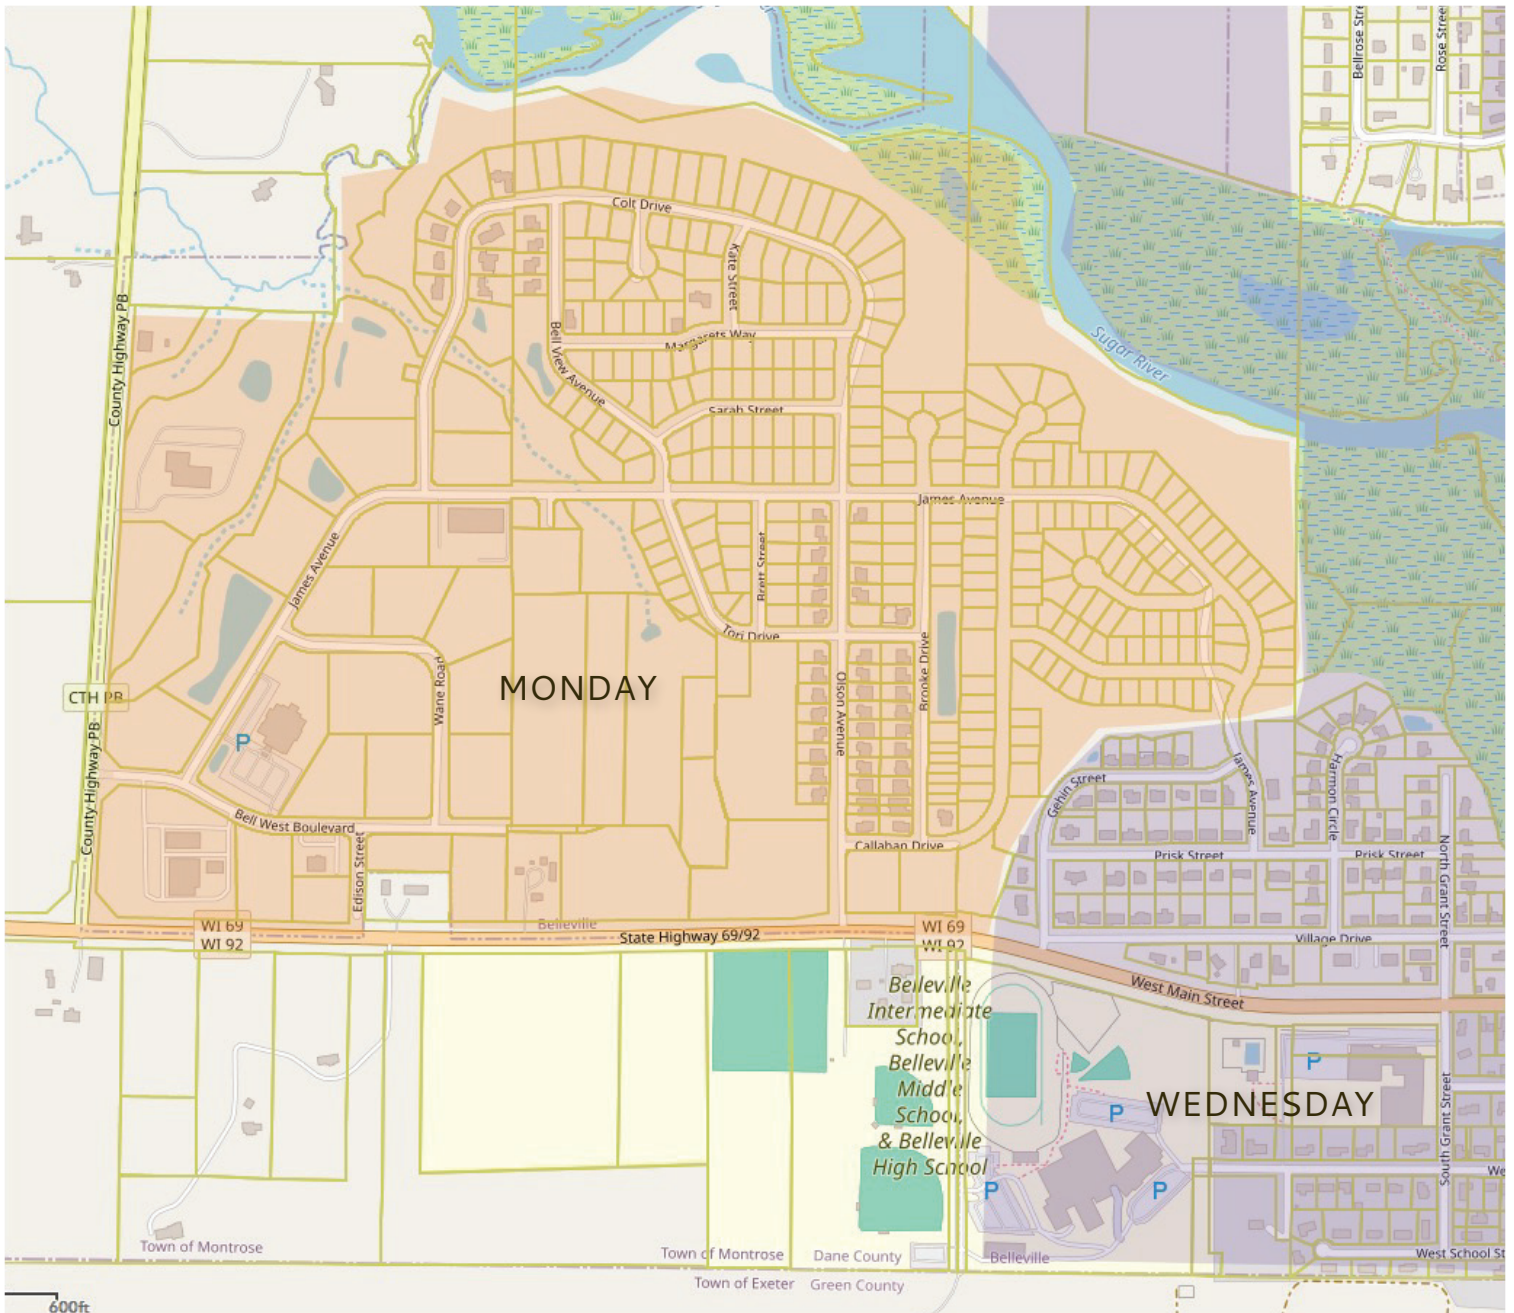 Bellrose Stre
Rose Street
Colt Drive
Kate Street
County Highway PB
Bell View Avenue
Margarets Way
Sugar River
Sarah Street
James Avenue
James Avenue
Brett Street
Tori Drive
Brooke Drive
Wane Road
Olson Avenue
MONDAY
CTH PB
P
County Highway PB
Gehin Street
James Avenue
Harmon Circle
Bell West Boulevard
Edison Street
Callahan Drive
Prisk Street
Prisk Street
North Grant Street
WI 69
WI 92
Belleville
State Highway 69/92
WI 69
WI 92
Village Drive
West Main Street
Belleville
Intermediate
School,
Belleville
Middle
School,
& Belleville
High School
P
P
WEDNESDAY
South Grant Street
P
P
We
Town of Montrose
Town of Montrose
Dane County
Belleville
West School St
Town of Exeter
Green County
600ft